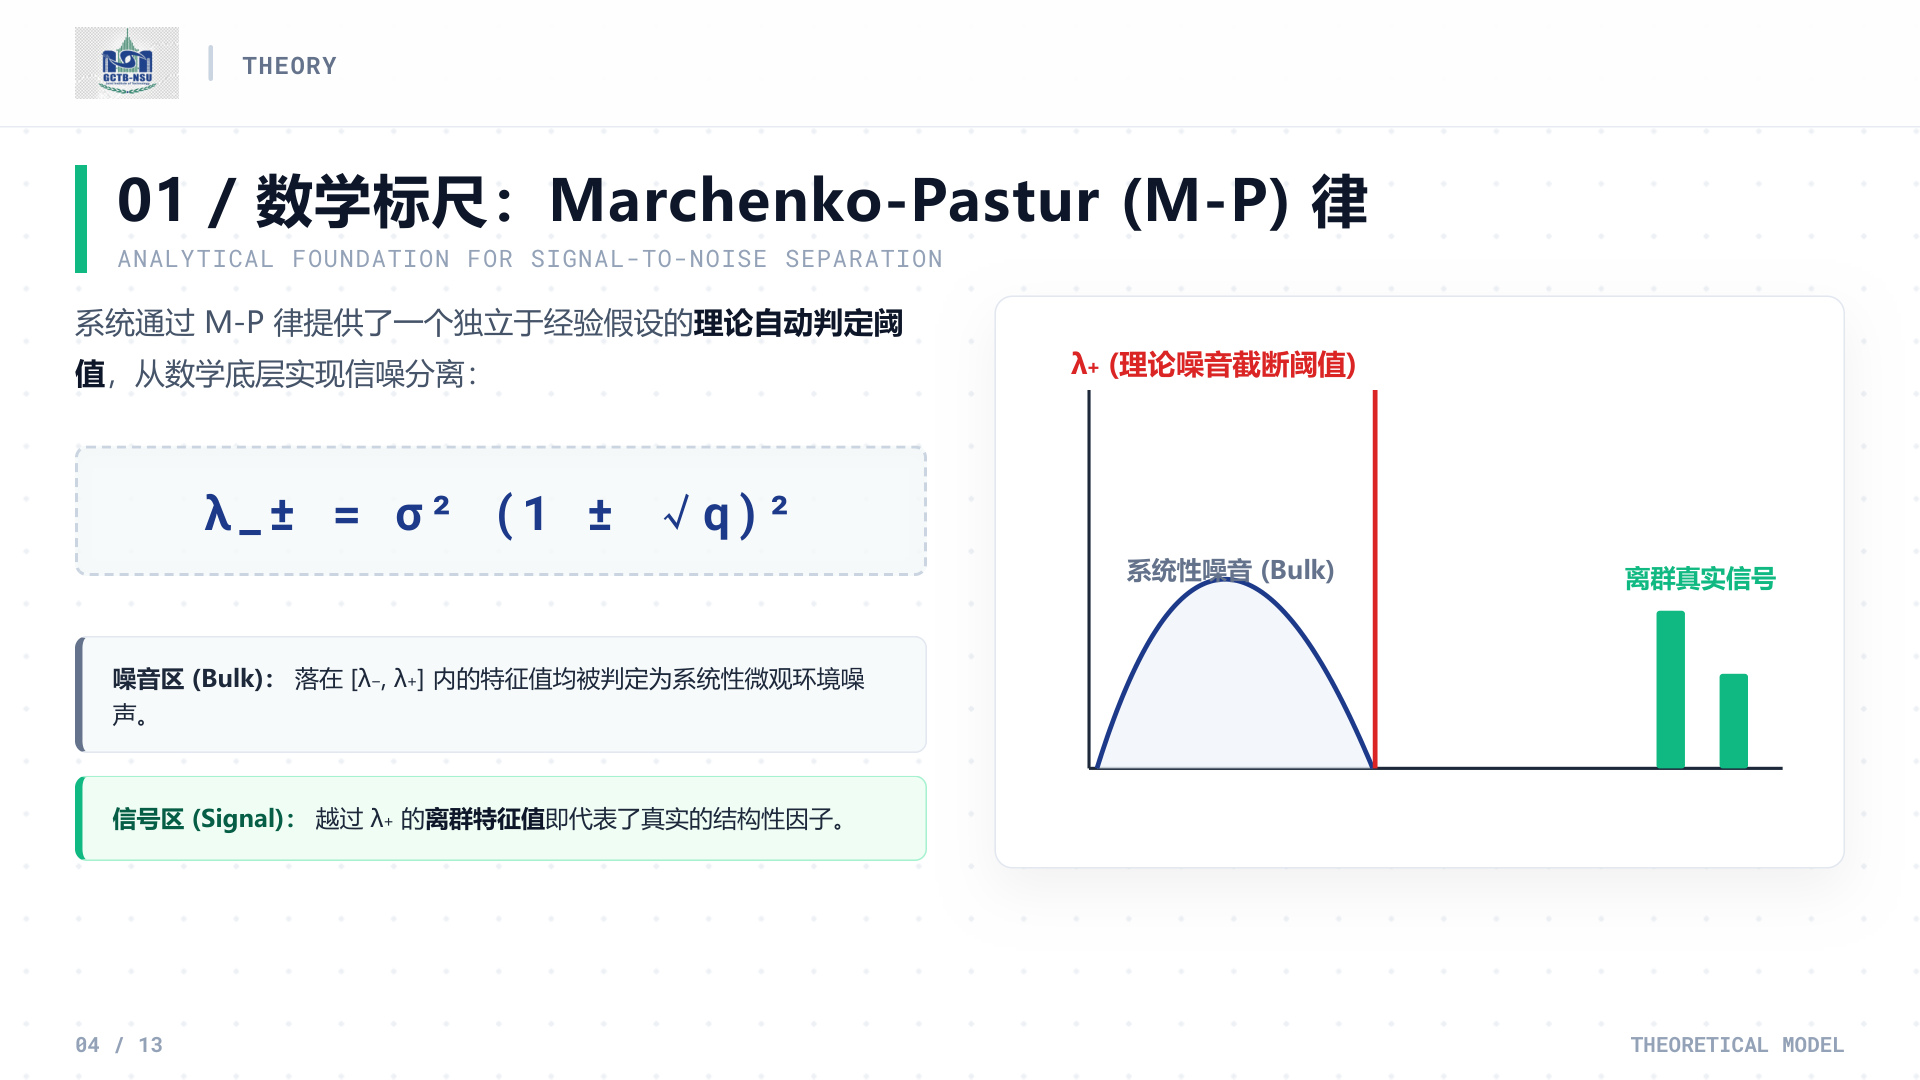 GCTB-NSU
THEORY
01 / 数学标尺：Marchenko-Pastur (M-P) 律
ANALYTICAL FOUNDATION FOR SIGNAL-TO-NOISE SEPARATION
系统通过 M-P 律提供了一个独立于经验假设的理论自动判定阈
值，从数学底层实现信噪分离：
λ_± = σ² (1 ± √q)²
噪音区 (Bulk)： 落在 [λ₋, λ₊] 内的特征值均被判定为系统性微观环境噪
声。
信号区 (Signal)： 越过 λ₊ 的离群特征值即代表了真实的结构性因子。
λ₊ (理论噪音截断阈值)
系统性噪音 (Bulk)
离群真实信号
04 / 13
THEORETICAL MODEL